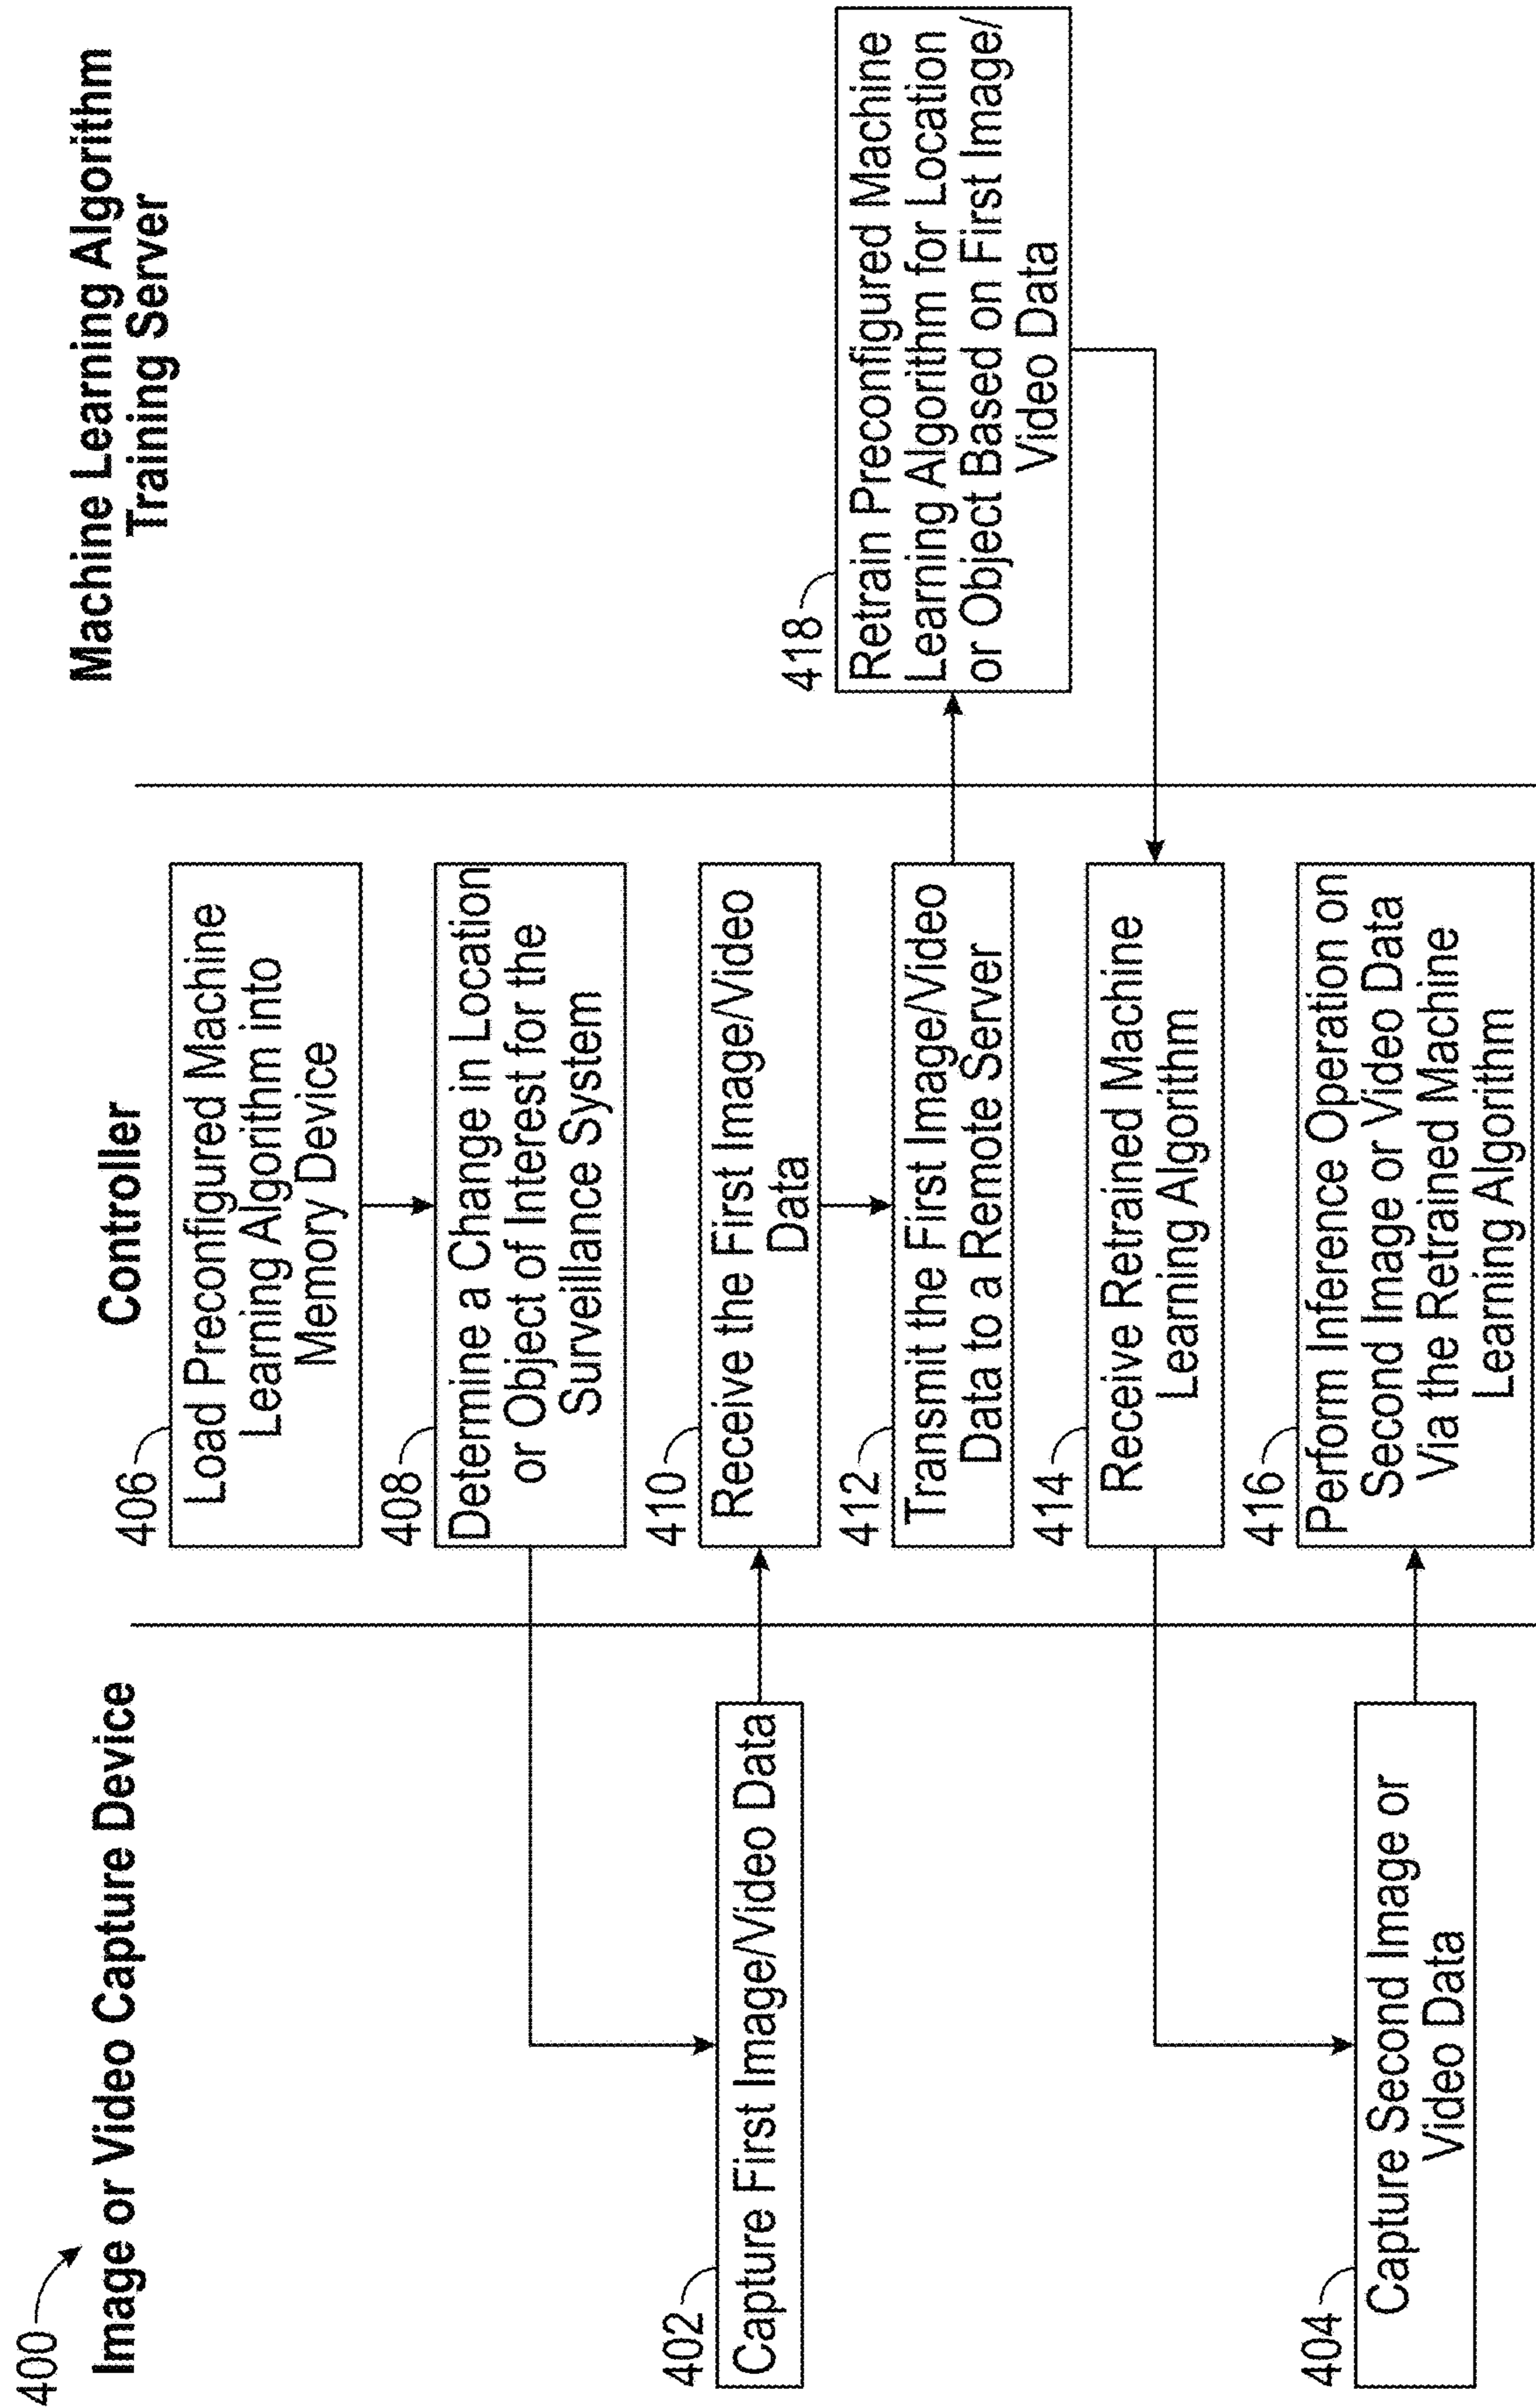 400
Image or Video Capture Device
Controller
Machine Learning Algorithm
Training Server
406
Load Preconfigured Machine
Learning Algorithm into
Memory Device
408
Determine a Change in Location
or Object of Interest for the
Surveillance System
402
Capture First Image/Video Data
410
Receive the First Image/Video
Data
412
Transmit the First Image/Video
Data to a Remote Server
418
Retrain Preconfigured Machine
Learning Algorithm for Location
or Object Based on First Image/
Video Data
414
Receive Retrained Machine
Learning Algorithm
404
Capture Second Image or
Video Data
416
Perform Inference Operation on
Second Image or Video Data
Via the Retrained Machine
Learning Algorithm